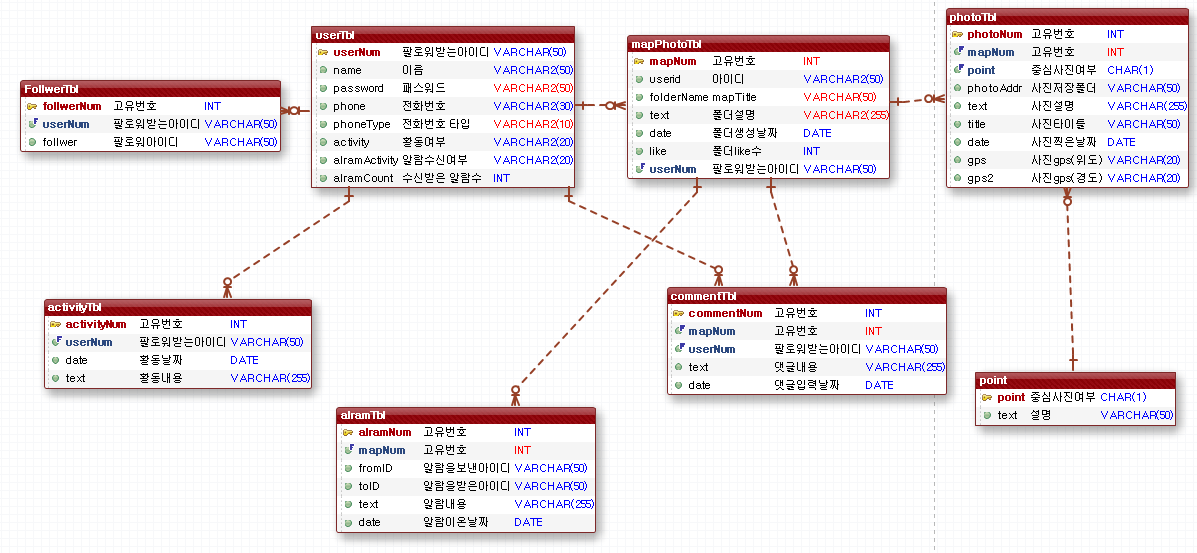 FollwerTbl
follwerNum 고유번호 INT
userNum 팔로워받는아이디 VARCHAR(50)
follwer 팔로워아이디 VARCHAR(50)
userTbl
userNum 팔로워받는아이디 VARCHAR(50)
name 이름 VARCHAR2(50)
password 패스워드 VARCHAR2(50)
phone 전화번호 VARCHAR2(30)
phoneType 전화번호 타입 VARCHAR2(10)
activity 황동여부 VARCHAR2(20)
alramActivity 알람수신여부 VARCHAR2(20)
alramCount 수신받은 알람수 INT
mapPhotoTbl
mapNum 고유번호 INT
userid 아이디 VARCHAR2(50)
folderName mapTitle VARCHAR(50)
text 폴더설명 VARCHAR2(255)
date 폴더생성날짜 DATE
like 폴더like수 INT
userNum 팔로워받는아이디 VARCHAR(50)
photoTbl
photoNum 고유번호 INT
mapNum 고유번호 INT
point 중심사진여부 CHAR(1)
photoAddr 사진저장폴더 VARCHAR(50)
text 사진설명 VARCHAR(255)
title 사진타이틀 VARCHAR(50)
date 사진찍은날짜 DATE
gps 사진gps(위도) VARCHAR(20)
gps2 사진gps(경도) VARCHAR(20)
activityTbl
activityNum 고유번호 INT
userNum 팔로워받는아이디 VARCHAR(50)
date 황동날짜 DATE
text 황동내용 VARCHAR(255)
alramTbl
alramNum 고유번호 INT
mapNum 고유번호 INT
fromID 알람을보낸아이디 VARCHAR(50)
toID 알람을받은아이디 VARCHAR(50)
text 알람내용 VARCHAR(255)
date 알람이온날짜 DATE
commentTbl
commentNum 고유번호 INT
mapNum 고유번호 INT
userNum 팔로워받는아이디 VARCHAR(50)
text 댓글내용 VARCHAR(255)
date 댓글입력날짜 DATE
point
point 중심사진여부 CHAR(1)
text 설명 VARCHAR(50)